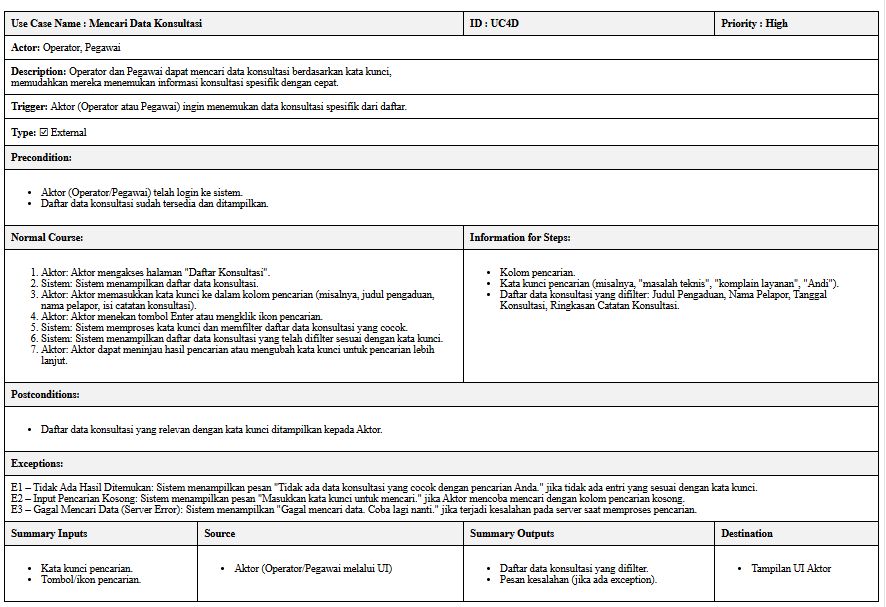 Use Case Name : Mencari Data Konsultasi
ID : UC4D
Priority : High
Actor: Operator, Pegawai
Description: Operator dan Pegawai dapat mencari data konsultasi berdasarkan kata kunci,
memudahkan mereka menemukan informasi konsultasi spesifik dengan cepat.
Trigger: Aktor (Operator atau Pegawai) ingin menemukan data konsultasi spesifik dari daftar.
Type: ☑ External
Precondition:
• Aktor (Operator/Pegawai) telah login ke sistem.
• Daftar data konsultasi sudah tersedia dan ditampilkan.
Normal Course:
1. Aktor: Aktor mengakses halaman "Daftar Konsultasi".
2. Sistem: Sistem menampilkan daftar data konsultasi.
3. Aktor: Aktor memasukkan kata kunci ke dalam kolom pencarian (misalnya, judul pengaduan,
nama pelapor, isi catatan konsultasi).
4. Aktor: Aktor menekan tombol Enter atau mengklik ikon pencarian.
5. Sistem: Sistem memproses kata kunci dan memfilter daftar data konsultasi yang cocok.
6. Sistem: Sistem menampilkan daftar data konsultasi yang telah difilter sesuai dengan kata kunci.
7. Aktor: Aktor dapat meninjau hasil pencarian atau mengubah kata kunci untuk pencarian lebih
lanjut.
Information for Steps:
• Kolom pencarian.
• Kata kunci pencarian (misalnya, "masalah teknis", "komplain layanan", "Andi").
• Daftar data konsultasi yang difilter: Judul Pengaduan, Nama Pelapor, Tanggal
Konsultasi, Ringkasan Catatan Konsultasi.
Postconditions:
• Daftar data konsultasi yang relevan dengan kata kunci ditampilkan kepada Aktor.
Exceptions:
E1 – Tidak Ada Hasil Ditemukan: Sistem menampilkan pesan "Tidak ada data konsultasi yang cocok dengan pencarian Anda." jika tidak ada entri yang sesuai dengan kata kunci.
E2 – Input Pencarian Kosong: Sistem menampilkan pesan "Masukkan kata kunci untuk mencari." jika Aktor mencoba mencari dengan kolom pencarian kosong.
E3 – Gagal Mencari Data (Server Error): Sistem menampilkan "Gagal mencari data. Coba lagi nanti." jika terjadi kesalahan pada server saat memproses pencarian.
Summary Inputs
• Kata kunci pencarian.
• Tombol/ikon pencarian.
Source
• Aktor (Operator/Pegawai melalui UI)
Summary Outputs
• Daftar data konsultasi yang difilter.
• Pesan kesalahan (jika ada exception).
Destination
• Tampilan UI Aktor